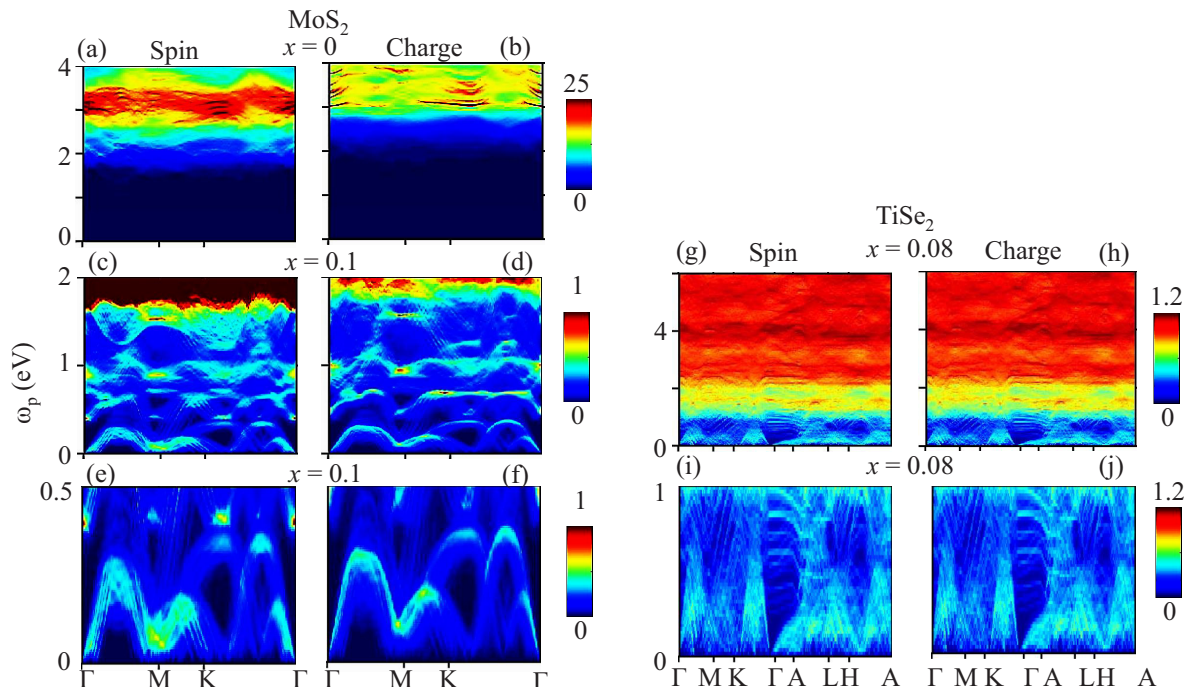 MoS2
(a) Spin x = 0 Charge (b)
4
2
0
25
0
(c) x = 0.1 (d)
2
1
0
1
0
ωp (eV)
(e) x = 0.1 (f)
0.5
0
1
0
Γ M K Γ Γ M K Γ
TiSe2
(g) Spin x = 0.08 Charge (h)
4
0
1.2
0
(i) x = 0.08 (j)
1
0
1.2
0
Γ M K Γ A L H A Γ M K Γ A L H A